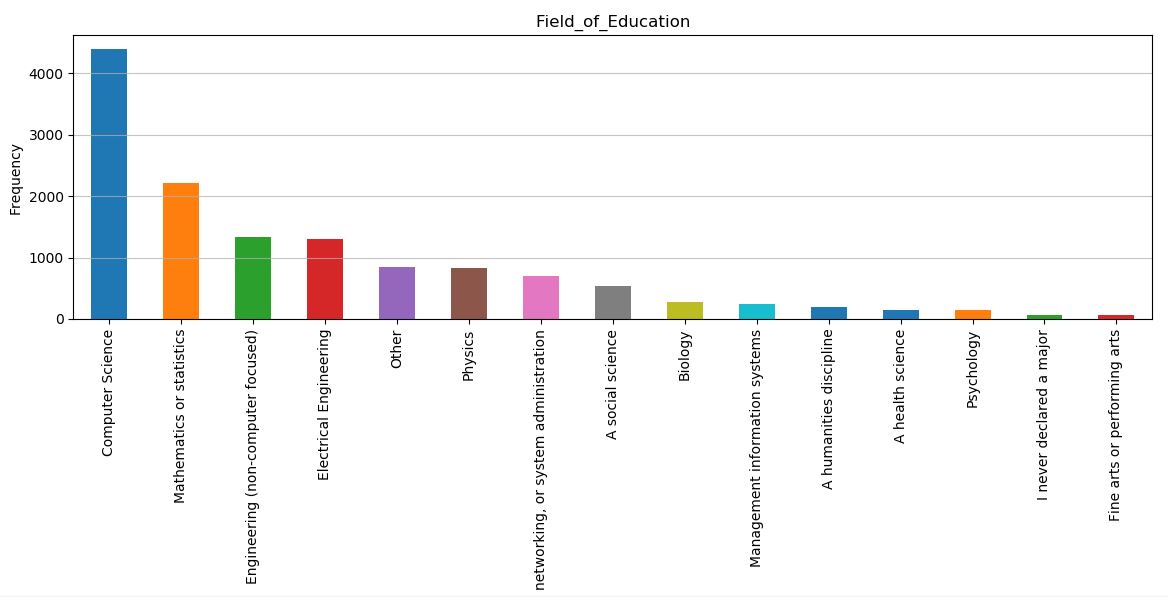 Field_of_Education
Frequency
4000
3000
2000
1000
0
Computer Science
Mathematics or statistics
Engineering (non-computer focused)
Electrical Engineering
Other
Physics
networking, or system administration
A social science
Biology
Management information systems
A humanities discipline
A health science
Psychology
I never declared a major
Fine arts or performing arts